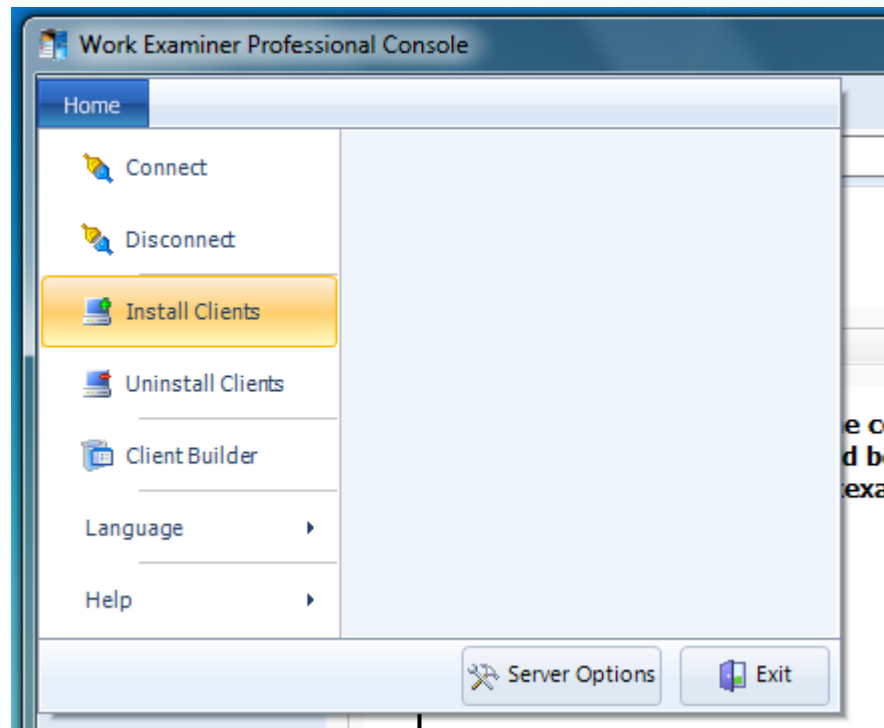 Work Examiner Professional Console
Home
Connect
Disconnect
Install Clients
Uninstall Clients
Client Builder
Language
Help
Server Options
Exit